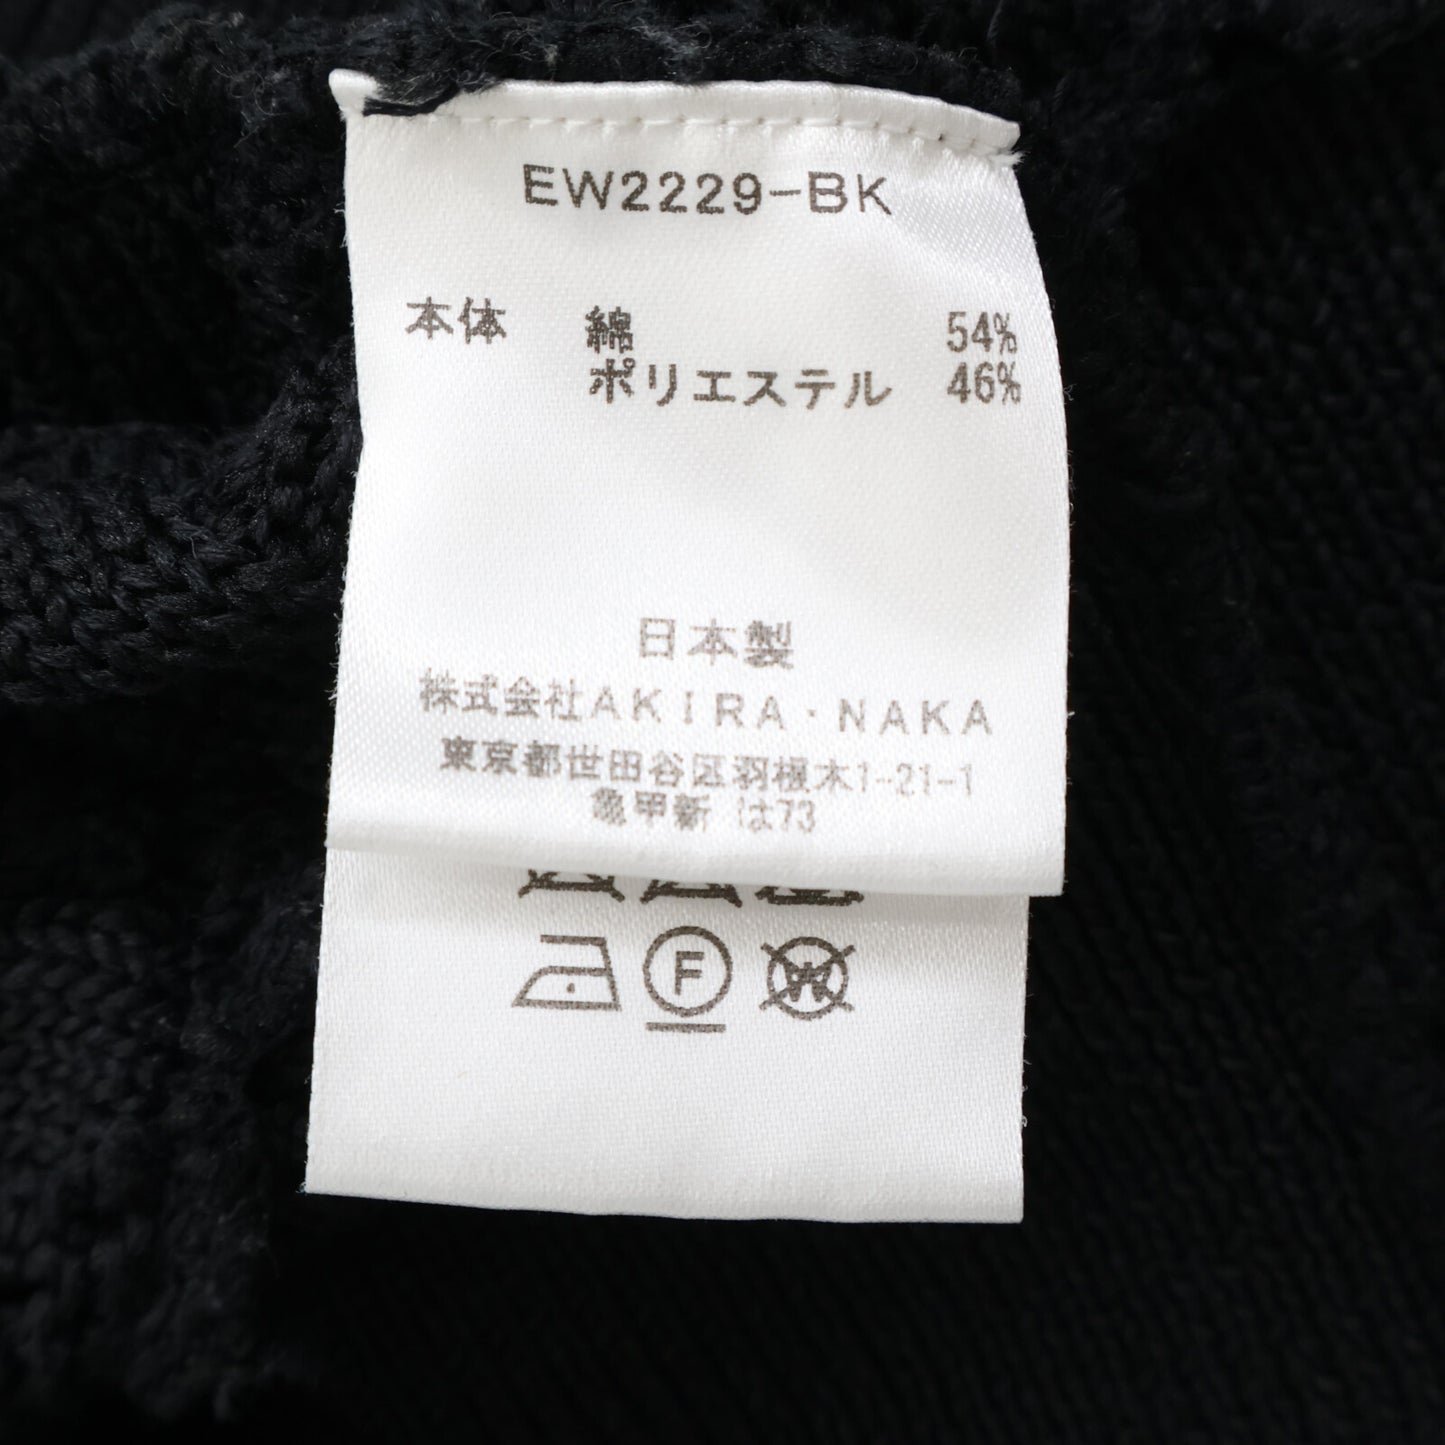 EW2229-BK
本体 綿 54%
ポリエステル 46%
日本製
株式会社AKIRA・NAKA
東京都世田谷区羽根木1-21-1
亀甲新 は73
F W